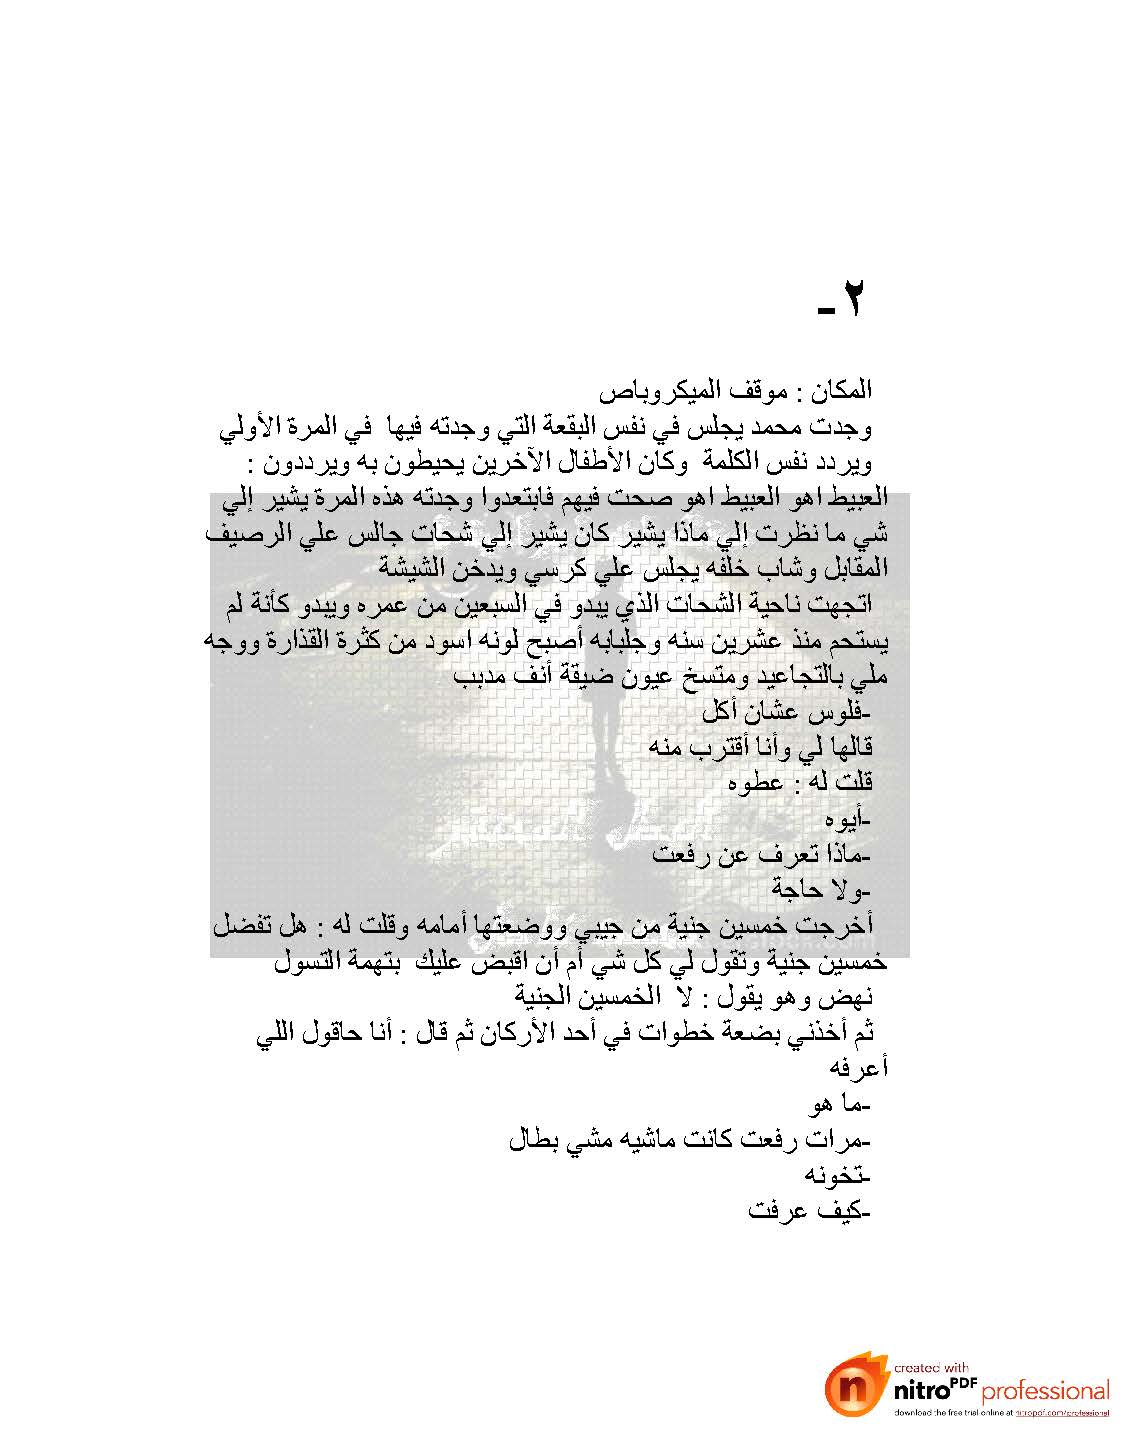 ٢ -
المكان : موقف الميكروباص
وجدت محمد يجلس في نفس البقعة التي وجدته فيها في المرة الأولي
ويردد نفس الكلمة وكان الأطفال الآخرين يحيطون به ويرددون :
العبيط اهو العبيط اهو صحت فيهم فابتعدوا وجدته هذه المرة يشير إلي
شي ما نظرت إلي ماذا يشير كان يشير إلي شحات جالس علي الرصيف
المقابل وشاب خلفه يجلس علي كرسي ويدخن الشيشة
اتجهت ناحية الشحات الذي يبدو في السبعين من عمره ويبدو كأنة لم
يستحم منذ عشرين سنه وجلبابه أصبح لونه اسود من كثرة القذارة ووجه
ملي بالتجاعيد ومتسخ عيون ضيقة أنف مدبب
-فلوس عشان أكل
قالها لي وأنا أقترب منه
قلت له : عطوه
-أيوه
-ماذا تعرف عن رفعت
-ولا حاجة
أخرجت خمسين جنية من جيبي ووضعتها أمامه وقلت له : هل تفضل
خمسين جنية وتقول لي كل شي أم أن اقبض عليك بتهمة التسول
نهض وهو يقول : لا الخمسين الجنية
ثم أخذني بضعة خطوات في أحد الأركان ثم قال : أنا حاقول اللي
أعرفه
-ما هو
-مرات رفعت كانت ماشيه مشي بطال
-تخونه
-كيف عرفت
created with
nitroPDF professional
download the free trial online at nitropdf.com/professional